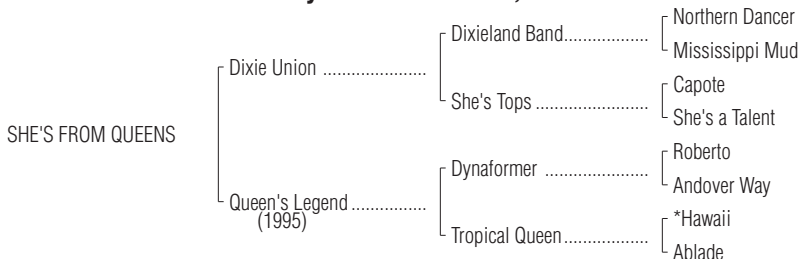 Northern Dancer
Dixieland Band....................
Mississippi Mud
Dixie Union ......................
Capote
She's Tops ......................
She's a Talent
SHE'S FROM QUEENS
Roberto
Dynaformer ....................
Andover Way
Queen's Legend ................
(1995)
*Hawaii
Tropical Queen...................
Ablade